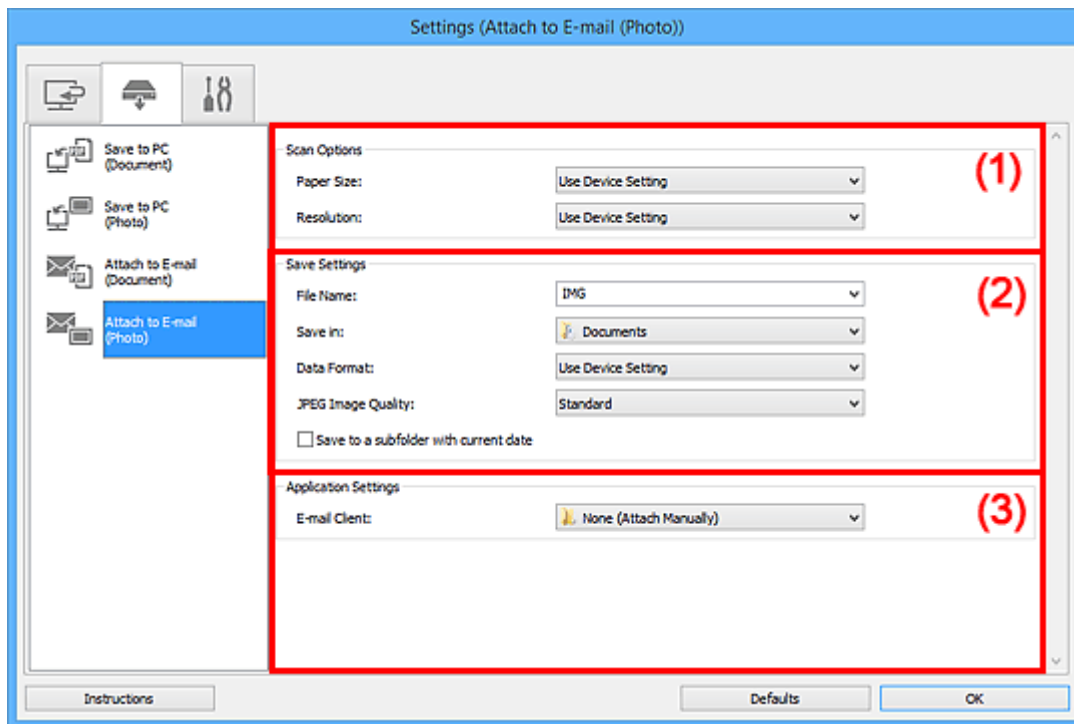 Settings (Attach to E-mail (Photo))
Save to PC
(Document)
Save to PC
(Photo)
Attach to E-mail
(Document)
Attach to E-mail
(Photo)
Scan Options
(1)
Paper Size:
Use Device Setting
Resolution:
Use Device Setting
Save Settings
(2)
File Name:
IMG
Save in:
Documents
Data Format:
Use Device Setting
JPEG Image Quality:
Standard
Save to a subfolder with current date
Application Settings
(3)
E-mail Client:
None (Attach Manually)
Instructions
Defaults
OK